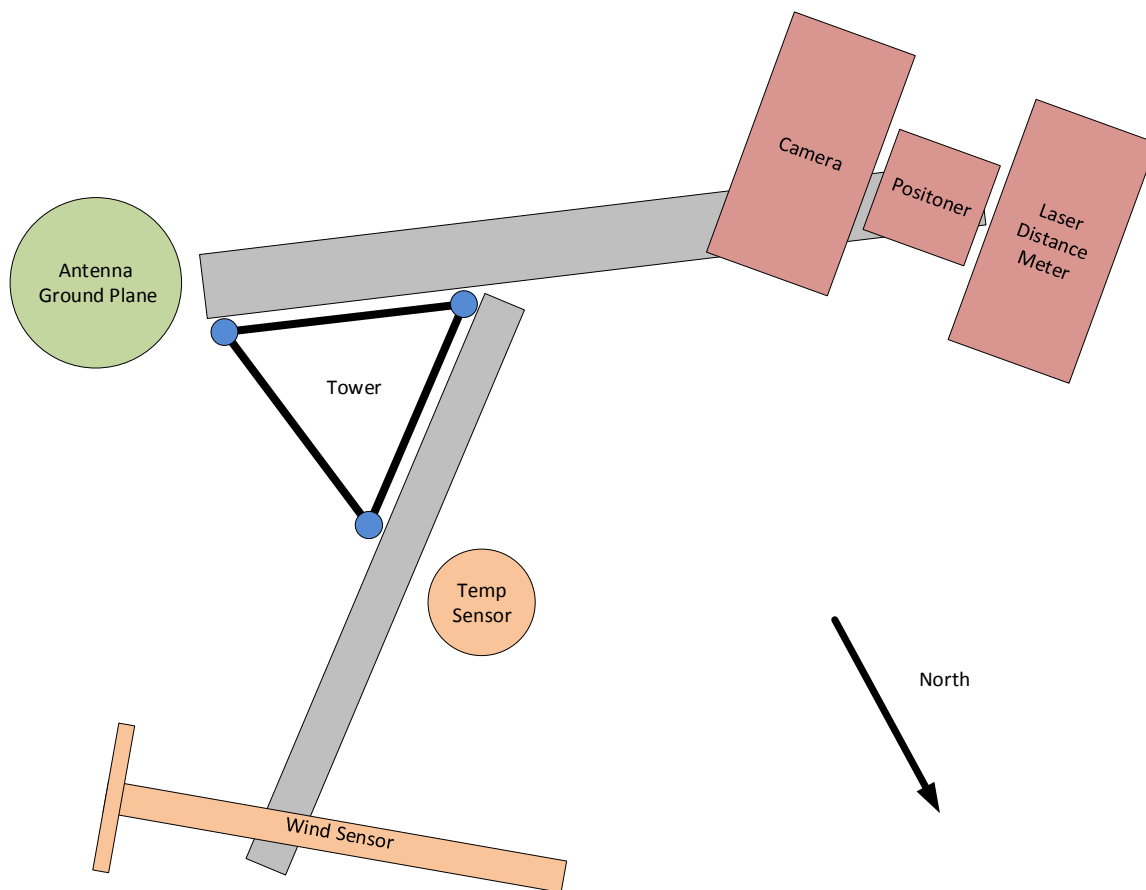 Camera
Positoner
Laser
Distance
Meter
Antenna
Ground Plane
Tower
Temp
Sensor
North
Wind Sensor